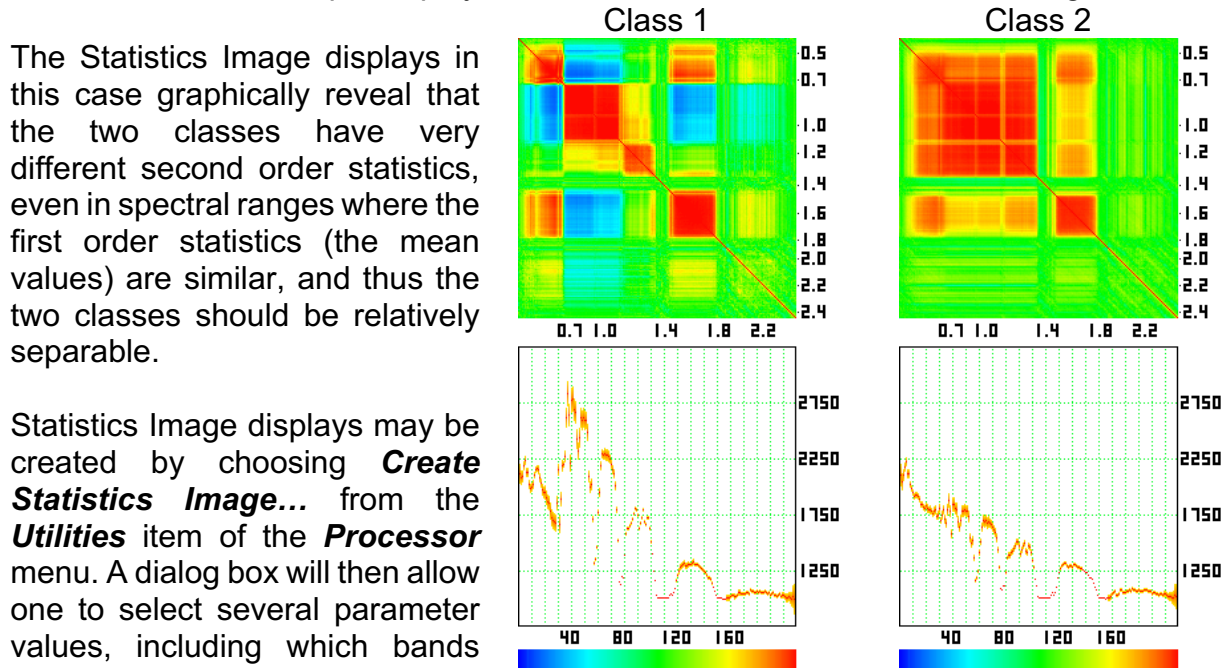 Class 1
Class 2
The Statistics Image displays in
this case graphically reveal that
the two classes have very
different second order statistics,
even in spectral ranges where the
first order statistics (the mean
values) are similar, and thus the
two classes should be relatively
separable.
Statistics Image displays may be
created by choosing Create
Statistics Image… from the
Utilities item of the Processor
menu. A dialog box will then allow
one to select several parameter
values, including which bands
0.5
0.7
1.0
1.2
1.4
1.6
1.8
2.0
2.2
2.4
0.7 1.0 1.4 1.8 2.2
0.5
0.7
1.0
1.2
1.4
1.6
1.8
2.0
2.2
2.4
0.7 1.0 1.4 1.8 2.2
2750
2250
1750
1250
40 80 120 160
2750
2250
1750
1250
40 80 120 160